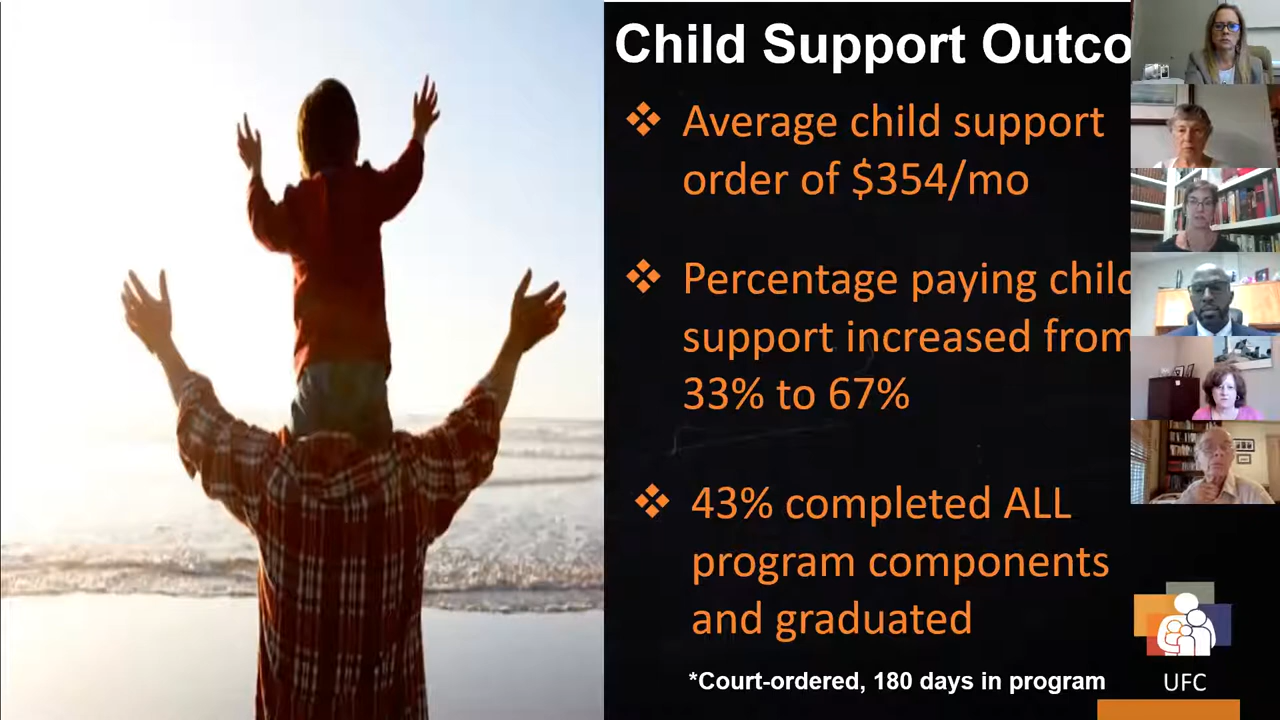 Child Support Outco
❖ Average child support
order of $354/mo
❖ Percentage paying child
support increased from
33% to 67%
❖ 43% completed ALL
program components
and graduated
*Court-ordered, 180 days in program
UFC